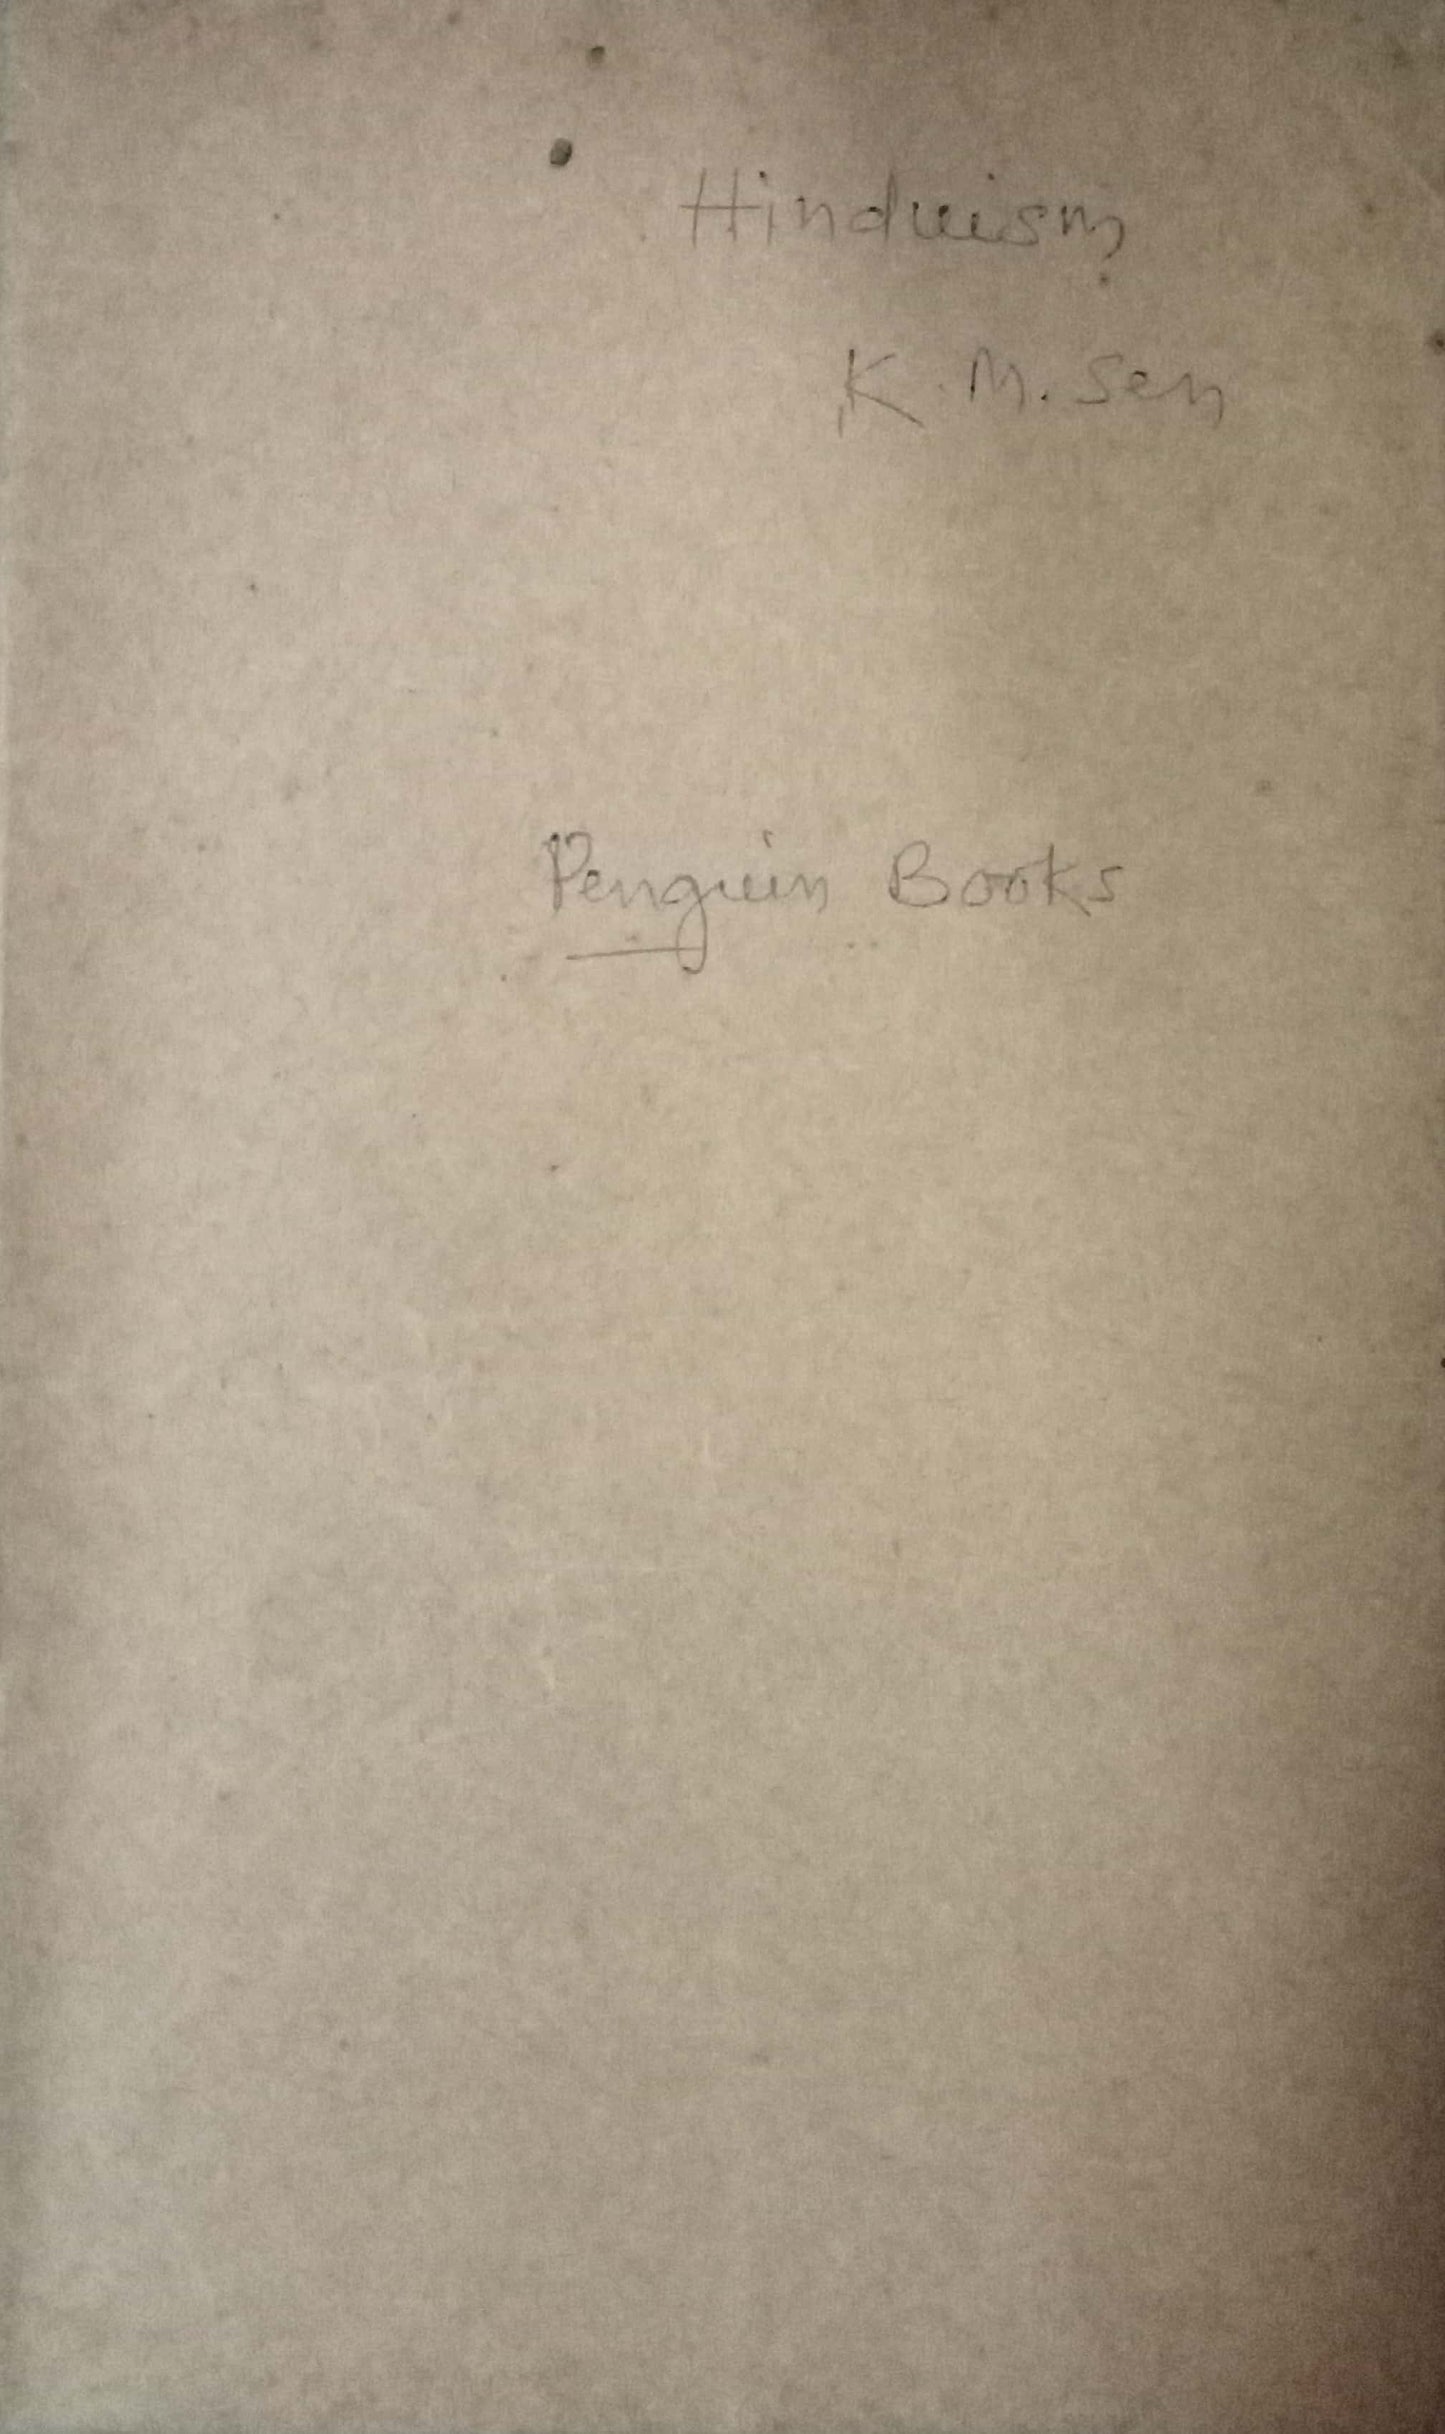 Hinduism
K. M. Sen
Penguin Books